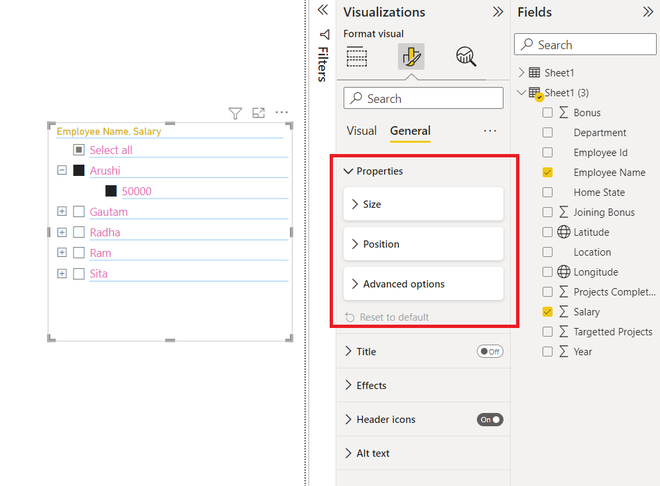 Employee Name, Salary
Select all
Arushi
50000
Gautam
Radha
Ram
Sita
Filters
Visualizations
Format visual
Search
Visual
General
Properties
Size
Position
Advanced options
Reset to default
Title
Off
Effects
Header icons
On
Alt text
Fields
Search
Sheet1
Sheet1 (3)
Bonus
Department
Employee Id
Employee Name
Home State
Joining Bonus
Latitude
Location
Longitude
Projects Complet...
Salary
Targetted Projects
Year